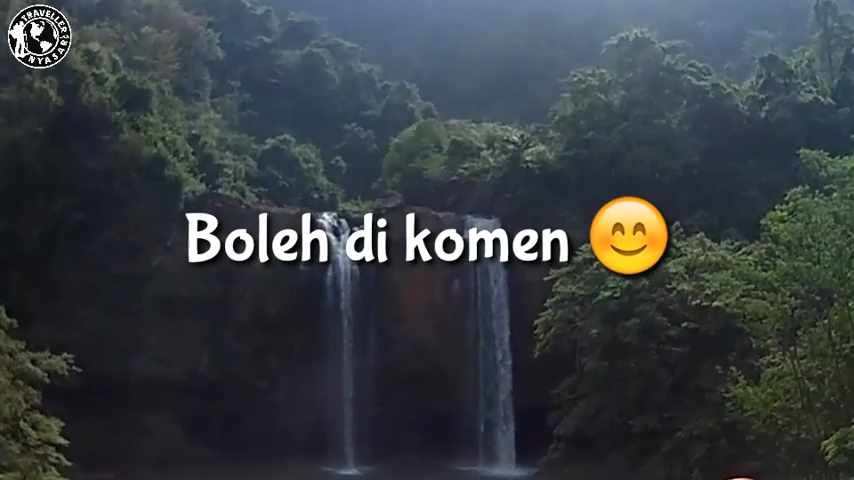 TRAVELLER
NYASAR
Boleh di komen 😊